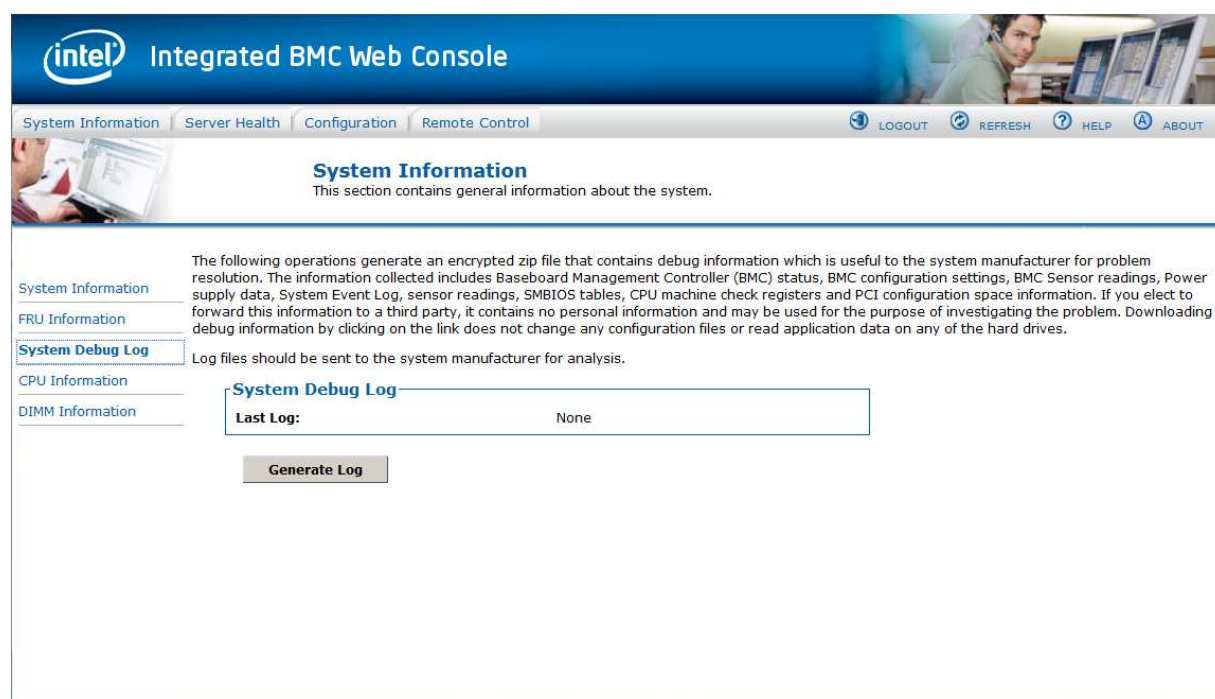 intel Integrated BMC Web Console
System Information Server Health Configuration Remote Control LOGOUT REFRESH HELP ABOUT
System Information
This section contains general information about the system.
The following operations generate an encrypted zip file that contains debug information which is useful to the system manufacturer for problem
resolution. The information collected includes Baseboard Management Controller (BMC) status, BMC configuration settings, BMC Sensor readings, Power
supply data, System Event Log, sensor readings, SMBIOS tables, CPU machine check registers and PCI configuration space information. If you elect to
forward this information to a third party, it contains no personal information and may be used for the purpose of investigating the problem. Downloading
debug information by clicking on the link does not change any configuration files or read application data on any of the hard drives.
Log files should be sent to the system manufacturer for analysis.
System Information
FRU Information
System Debug Log
CPU Information
DIMM Information
System Debug Log
Last Log: None
Generate Log